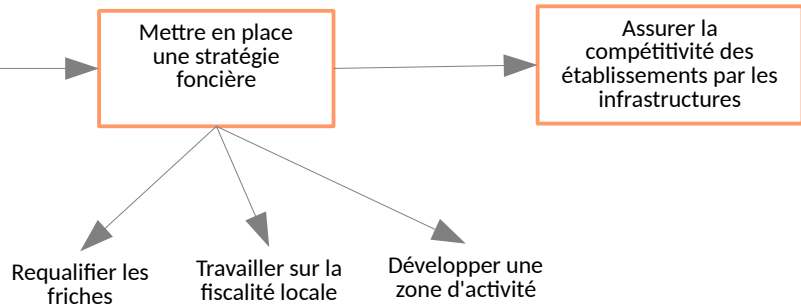 Mettre en place
une stratégie
foncière
Assurer la
compétitivité des
établissements par les
infrastructures
Requalifier les
friches
Travailler sur la
fiscalité locale
Développer une
zone d'activité